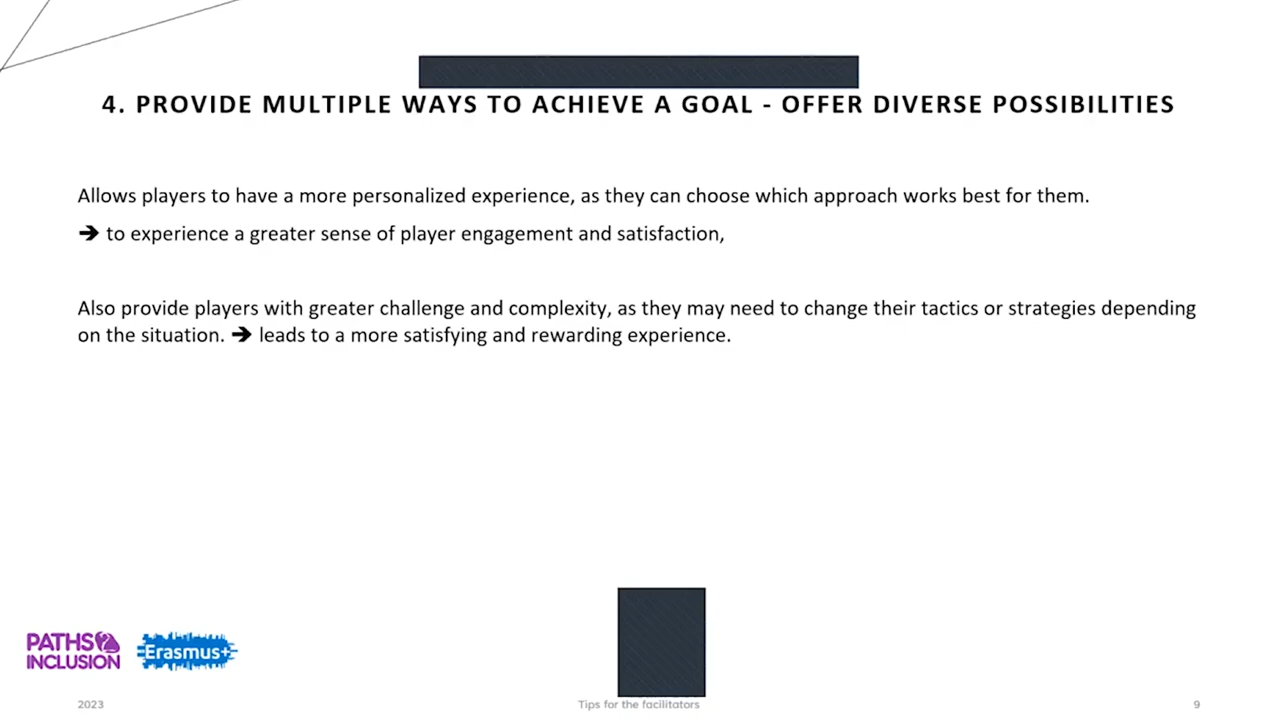 4. PROVIDE MULTIPLE WAYS TO ACHIEVE A GOAL - OFFER DIVERSE POSSIBILITIES
Allows players to have a more personalized experience, as they can choose which approach works best for them.
➔ to experience a greater sense of player engagement and satisfaction,
Also provide players with greater challenge and complexity, as they may need to change their tactics or strategies depending
on the situation. ➔ leads to a more satisfying and rewarding experience.
PATHS2
INCLUSION
Erasmus+
2023
Tips for the facilitators
9